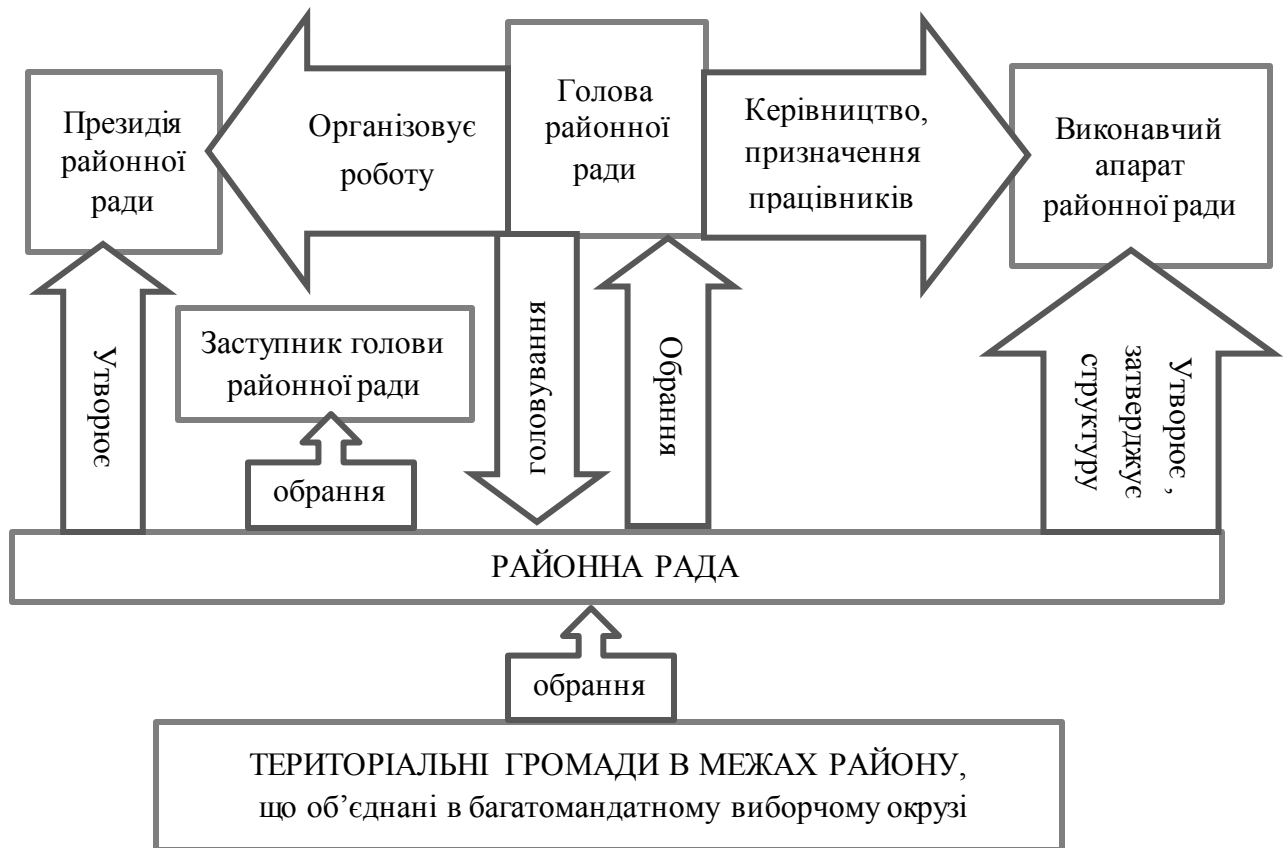 Президія
районної
ради
Організовує
роботу
Голова
районної
ради
Керівництво,
призначення
працівників
Виконавчий
апарат
районної ради
Утворює
Заступник голови
районної ради
обрання
головування
Обрання
Утворює ,
затверджує
структуру
РАЙОННА РАДА
обрання
ТЕРИТОРІАЛЬНІ ГРОМАДИ В МЕЖАХ РАЙОНУ,
що об’єднані в багатомандатному виборчому окрузі